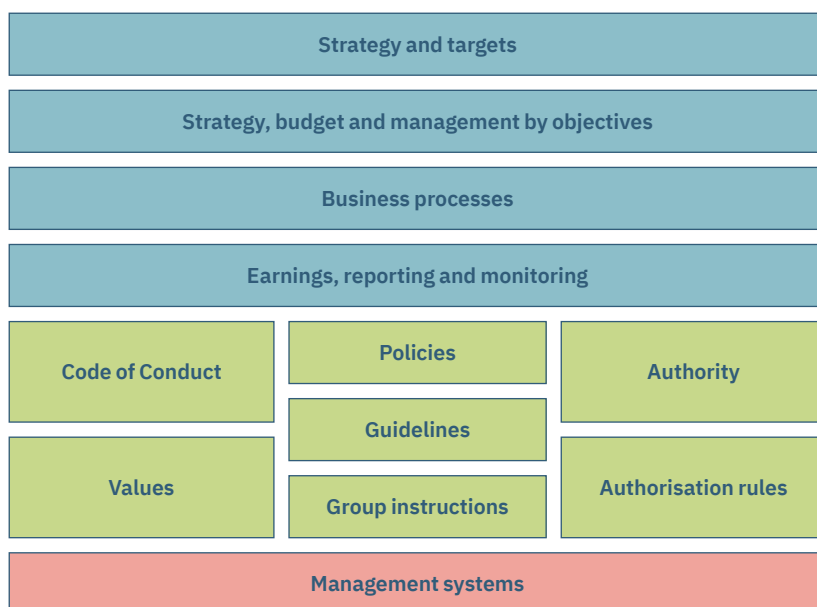 Strategy and targets
Strategy, budget and management by objectives
Business processes
Earnings, reporting and monitoring
Code of Conduct
Values
Policies
Guidelines
Group instructions
Authority
Authorisation rules
Management systems